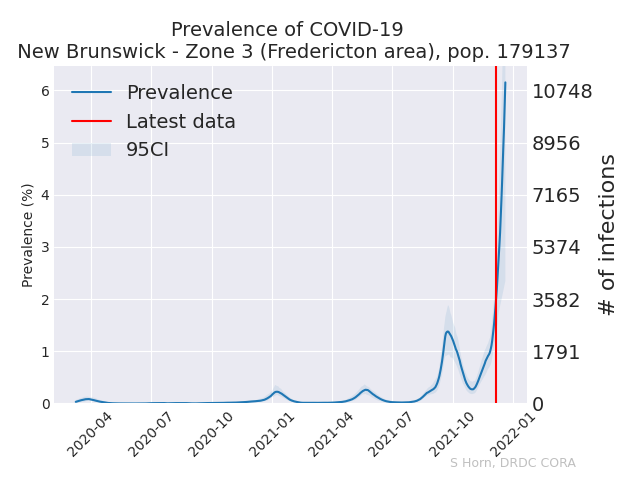 Prevalence of COVID-19
New Brunswick - Zone 3 (Fredericton area), pop. 179137
Prevalence
Latest data
95CI
Prevalence (%)
6
5
4
3
2
1
0
10748
8956
7165
5374
3582
1791
0
# of infections
2020-04
2020-07
2020-10
2021-01
2021-04
2021-07
2021-10
2022-01
S Horn, DRDC CORA